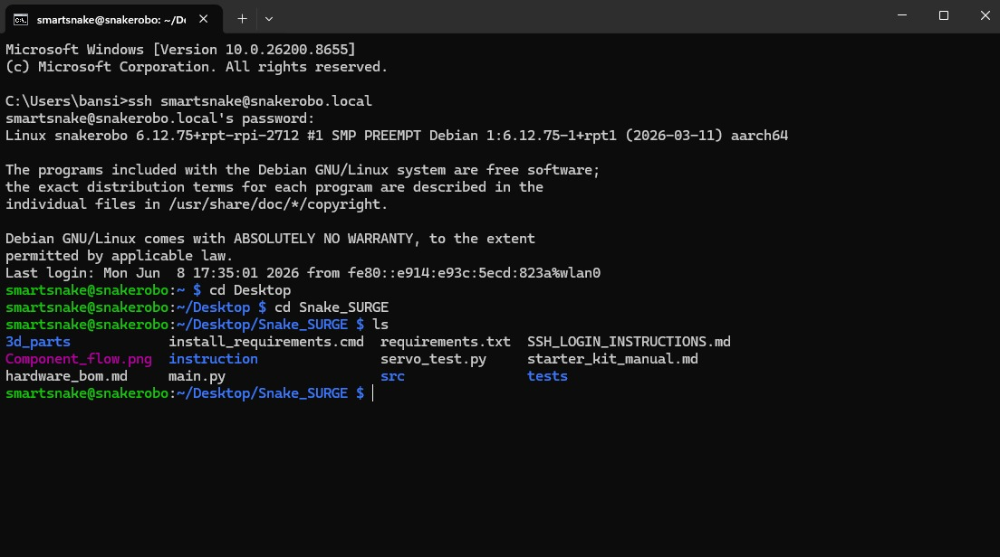 smartsnake@snakerobo: ~/De
Microsoft Windows [Version 10.0.26200.8655]
(c) Microsoft Corporation. All rights reserved.
C:\Users\bansi>ssh smartsnake@snakerobo.local
smartsnake@snakerobo.local's password:
Linux snakerobo 6.12.75+rpt-rpi-2712 #1 SMP PREEMPT Debian 1:6.12.75-1+rpt1 (2026-03-11) aarch64
The programs included with the Debian GNU/Linux system are free software;
the exact distribution terms for each program are described in the
individual files in /usr/share/doc/*/copyright.
Debian GNU/Linux comes with ABSOLUTELY NO WARRANTY, to the extent
permitted by applicable law.
Last login: Mon Jun  8 17:35:01 2026 from fe80::e914:e93c:5ecd:823a%wlan0
smartsnake@snakerobo:~ $ cd Desktop
smartsnake@snakerobo:~/Desktop $ cd Snake_SURGE
smartsnake@snakerobo:~/Desktop/Snake_SURGE $ ls
3d_parts            install_requirements.cmd  requirements.txt  SSH_LOGIN_INSTRUCTIONS.md
Component_flow.png  instruction               servo_test.py     starter_kit_manual.md
hardware_bom.md     main.py                   src               tests
smartsnake@snakerobo:~/Desktop/Snake_SURGE $